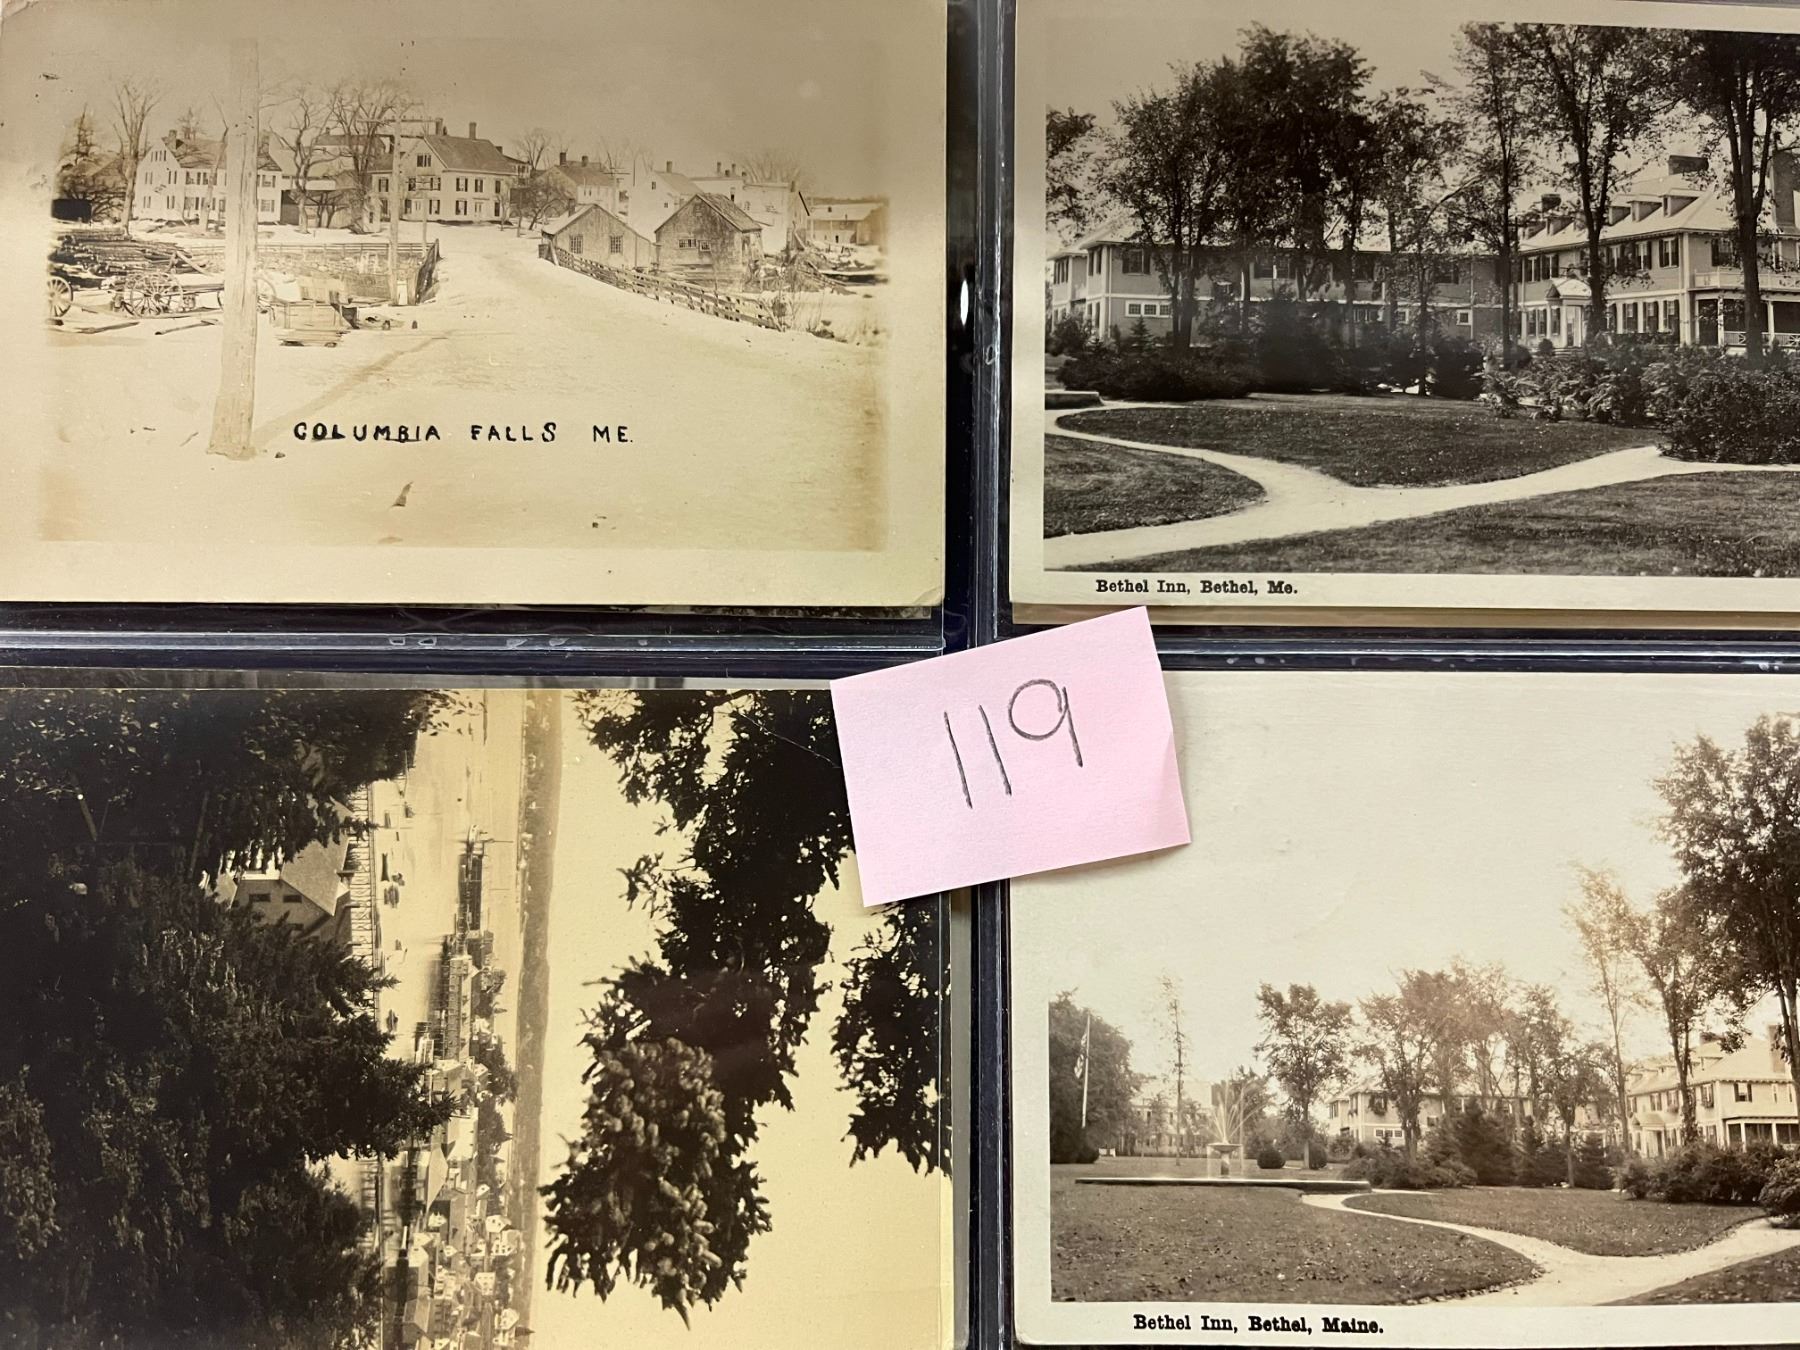 COLUMBIA FALLS ME.
Bethel Inn, Bethel, Me.
119
Bethel Inn, Bethel, Maine.